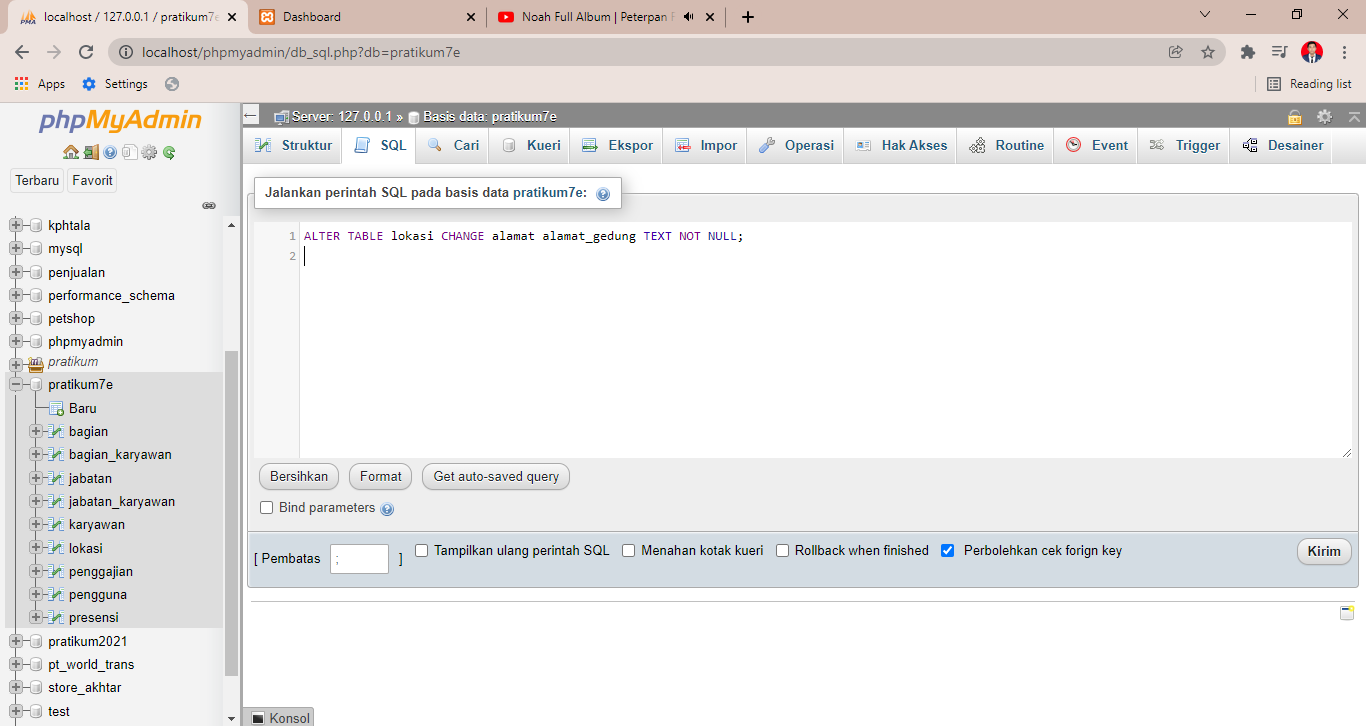 localhost / 127.0.0.1 / pratikum7e
Dashboard
Noah Full Album | Peterpan
localhost/phpmyadmin/db_sql.php?db=pratikum7e
Apps
Settings
Reading list
phpMyAdmin
Terbaru
Favorit
kphtala
mysql
penjualan
performance_schema
petshop
phpmyadmin
pratikum
pratikum7e
Baru
bagian
bagian_karyawan
jabatan
jabatan_karyawan
karyawan
lokasi
penggajian
pengguna
presensi
pratikum2021
pt_world_trans
store_akhtar
test
Server: 127.0.0.1 » Basis data: pratikum7e
Struktur SQL Cari Kueri Ekspor Impor Operasi Hak Akses Routine Event Trigger Desainer
Jalankan perintah SQL pada basis data pratikum7e:
1 ALTER TABLE lokasi CHANGE alamat alamat_gedung TEXT NOT NULL;
2
Bersihkan Format Get auto-saved query
Bind parameters
[ Pembatas ; ] Tampilkan ulang perintah SQL Menahan kotak kueri Rollback when finished Perbolehkan cek forign key Kirim
Konsol